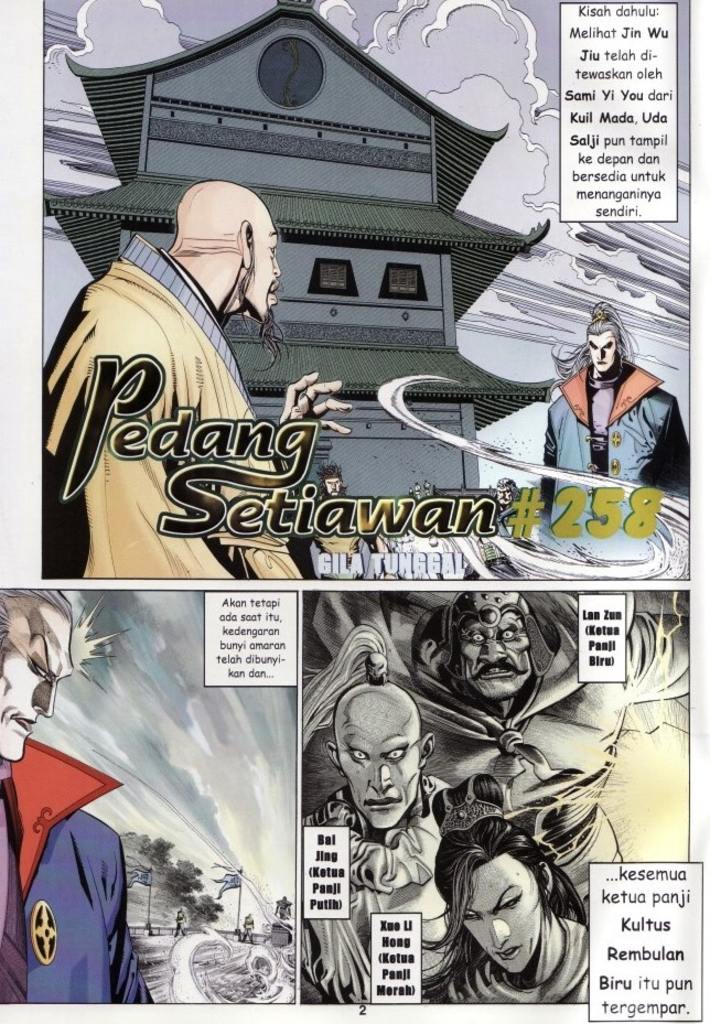 Kisah dahulu:
Melihat Jin Wu
Jiu telah di-
tewaskan oleh
Sami Yi You dari
Kuil Mada, Uda
Salji pun tampil
ke depan dan
bersedia untuk
menanganinya
sendiri.
Pedang
Setiawan #258
GILA TUNGGAL
Akan tetapi
ada saat itu,
kedengaran
bunyi amaran
telah dibunyi-
kan dan...
Lan Zun
(Ketua
Panji
Biru)
Bai
Jing
(Ketua
Panji
Putih)
Xue Li
Hong
(Ketua
Panji
Merah)
...kesemua
ketua panji
Kultus
Rembulan
Biru itu pun
tergempar.
2